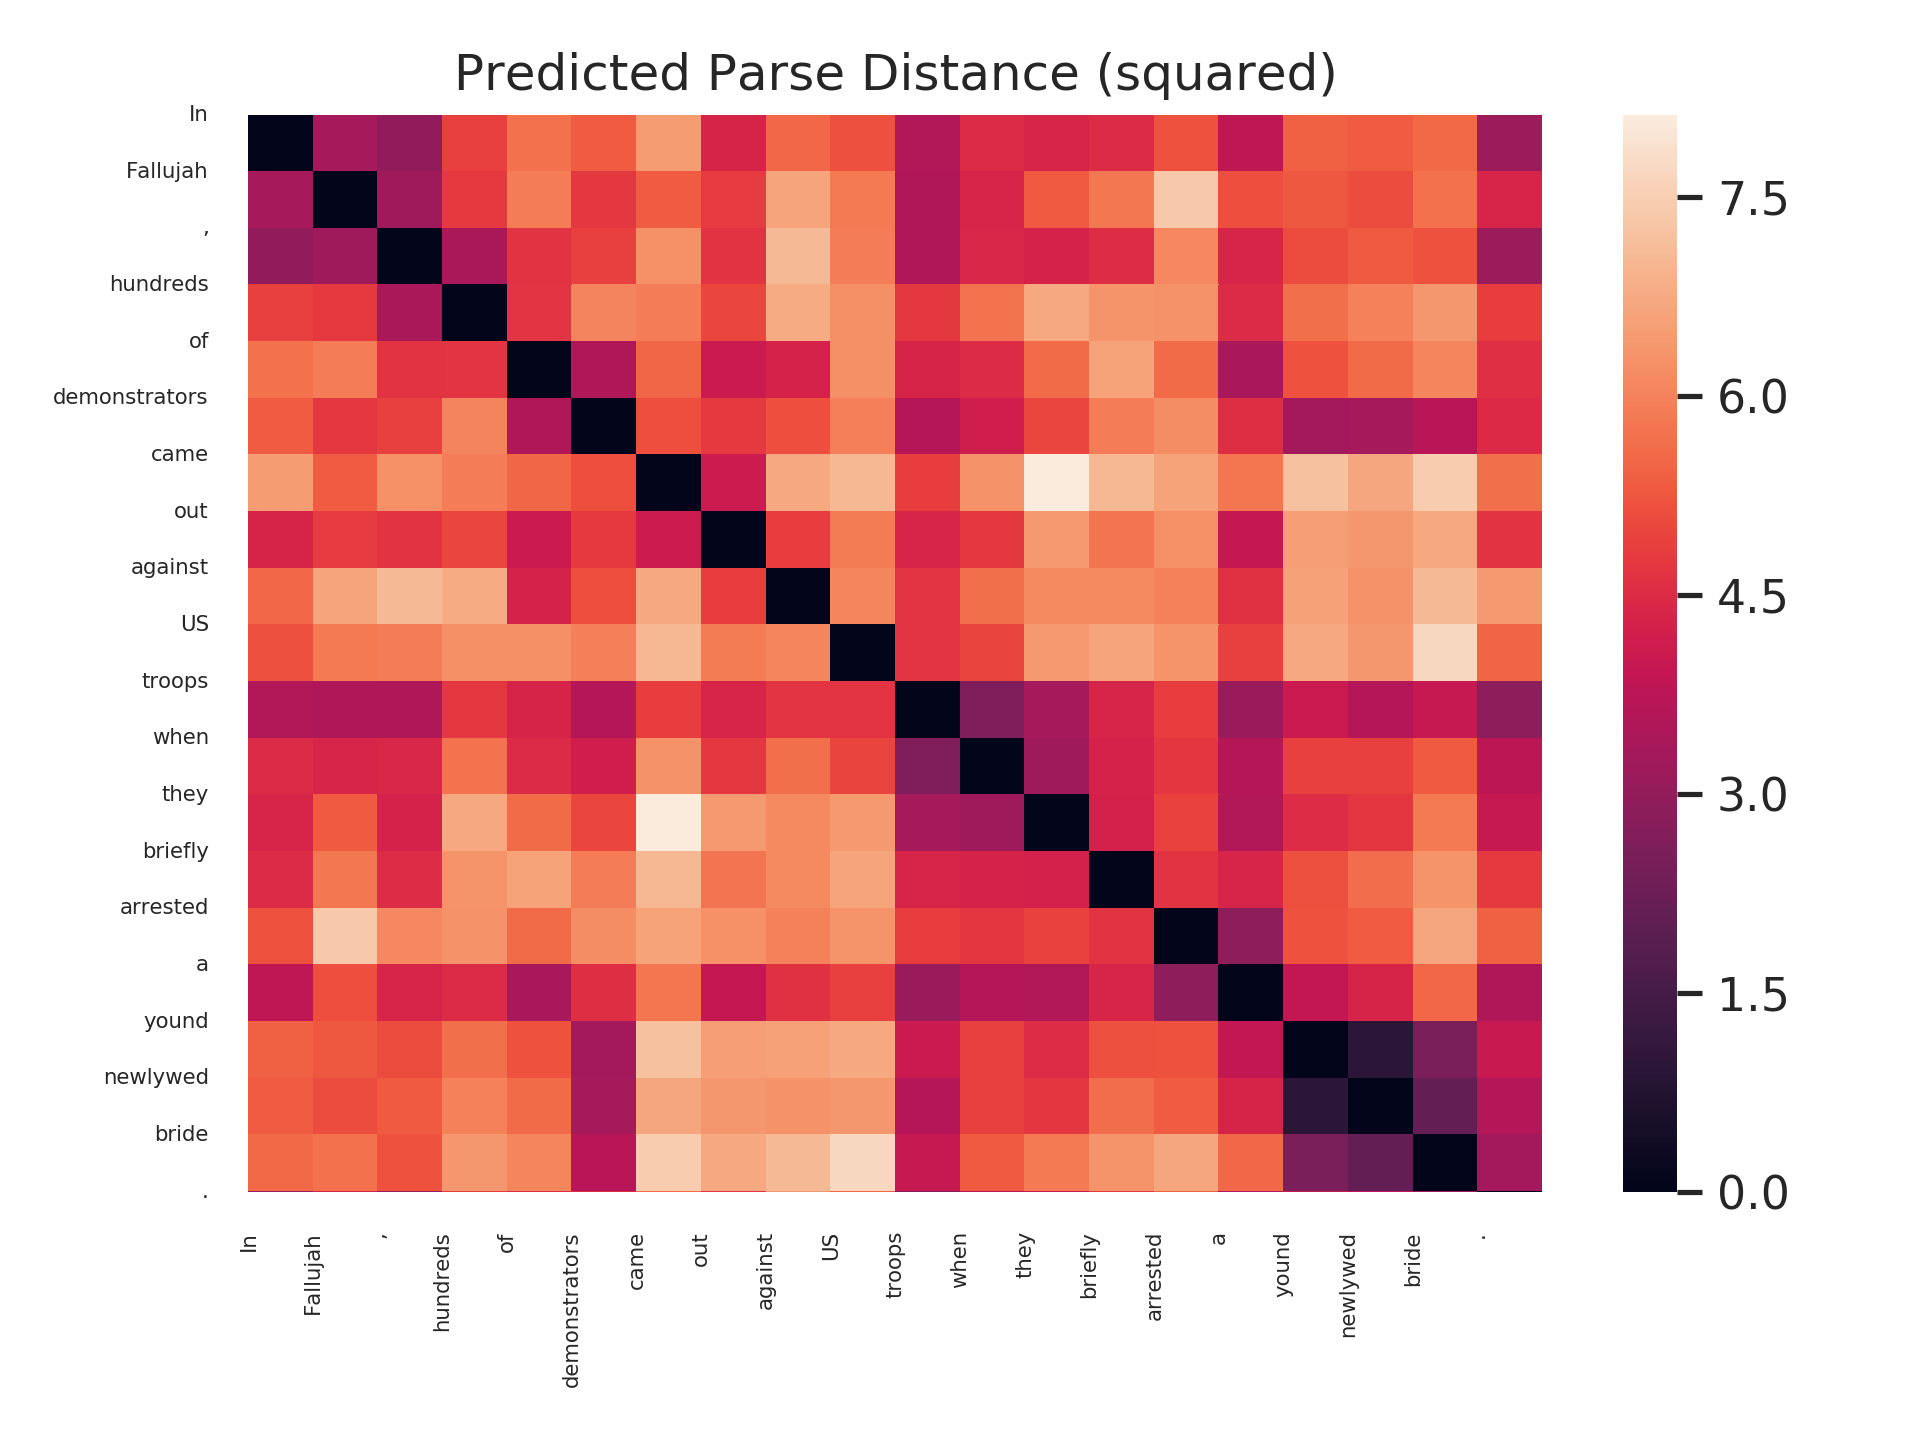 Predicted Parse Distance (squared)
In
Fallujah
,
hundreds
of
demonstrators
came
out
against
US
troops
when
they
briefly
arrested
a
yound
newlywed
bride
.
7.5
6.0
4.5
3.0
1.5
0.0
In
Fallujah
,
hundreds
of
demonstrators
came
out
against
US
troops
when
they
briefly
arrested
a
yound
newlywed
bride
.